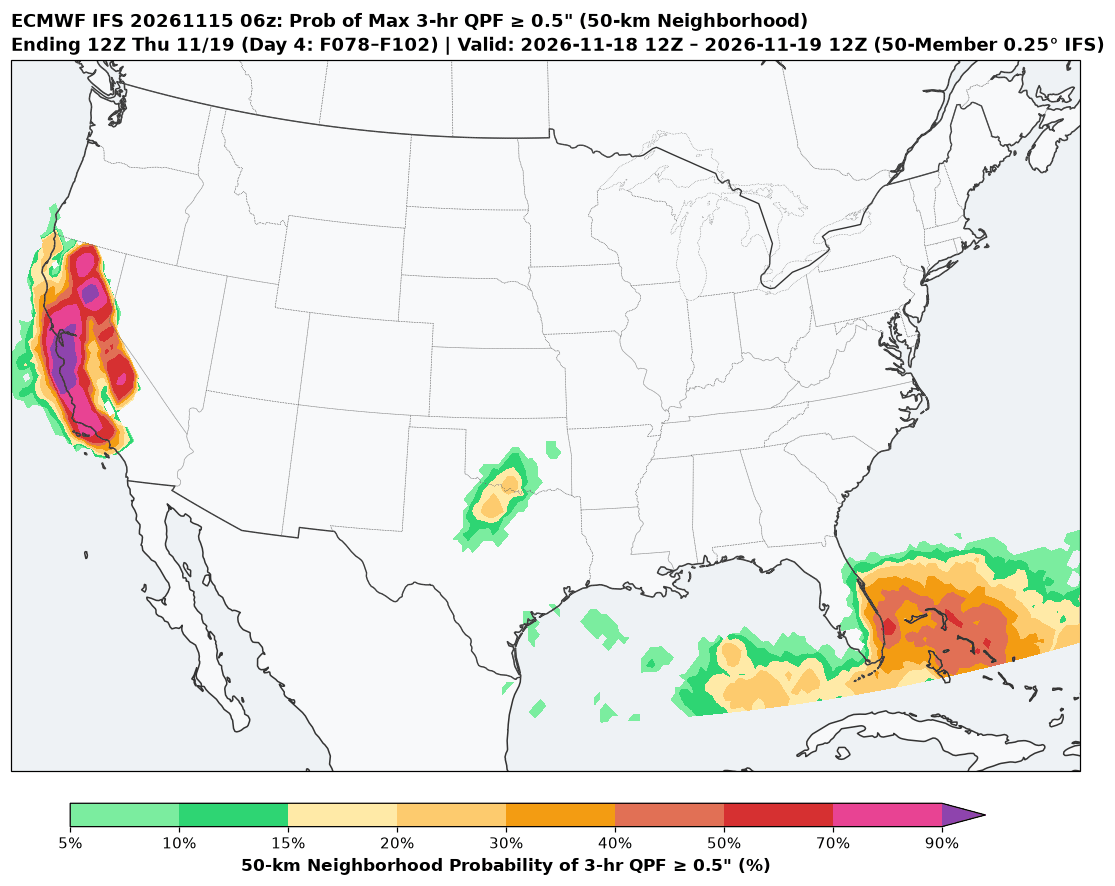 ECMWF IFS 20261115 06z: Prob of Max 3-hr QPF ≥ 0.5" (50-km Neighborhood)
Ending 12Z Thu 11/19 (Day 4: F078–F102) | Valid: 2026-11-18 12Z – 2026-11-19 12Z (50-Member 0.25° IFS)
5% 10% 15% 20% 30% 40% 50% 70% 90%
50-km Neighborhood Probability of 3-hr QPF ≥ 0.5" (%)